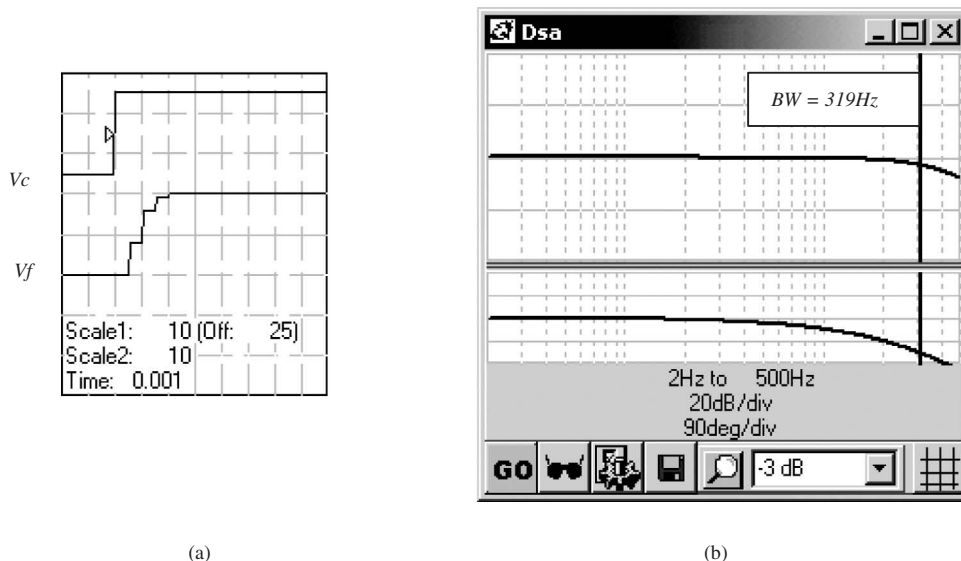 Vc
Vf
Scale1: 10 (Off: 25)
Scale2: 10
Time: 0.001
(a)
Dsa
BW = 319Hz
2Hz to 500Hz
20dB/div
90deg/div
GO -3 dB
(b)